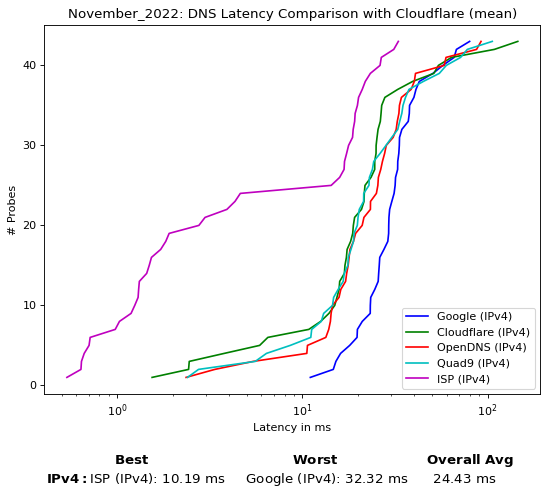 November_2022: DNS Latency Comparison with Cloudflare (mean)
# Probes
40
30
20
10
0
Google (IPv4)
Cloudflare (IPv4)
OpenDNS (IPv4)
Quad9 (IPv4)
ISP (IPv4)
10⁰ 10¹ 10²
Latency in ms
Best Worst Overall Avg
IPv4: ISP (IPv4): 10.19 ms Google (IPv4): 32.32 ms 24.43 ms